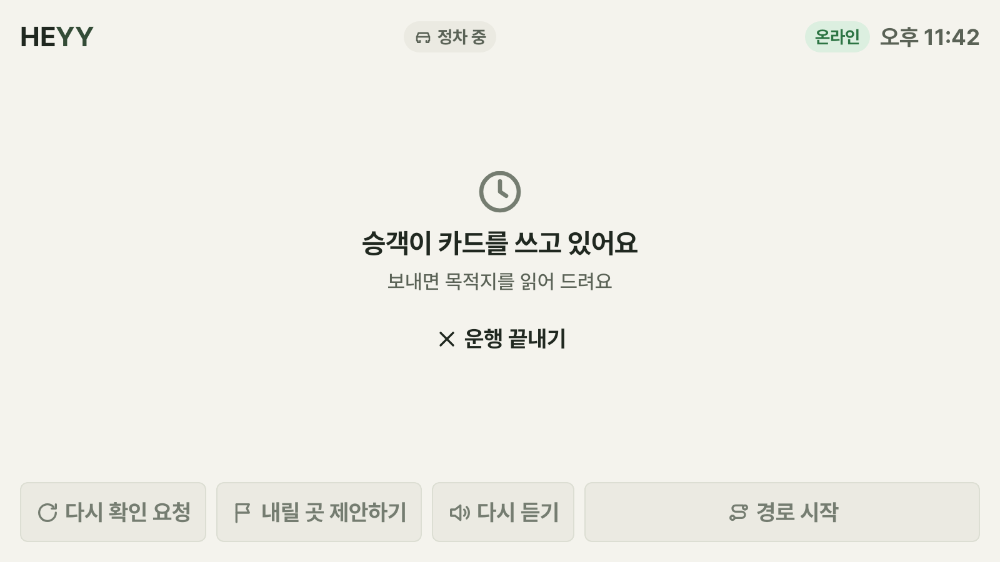 HEYY
정차 중
온라인
오후 11:42
승객이 카드를 쓰고 있어요
보내면 목적지를 읽어 드려요
운행 끝내기
다시 확인 요청
내릴 곳 제안하기
다시 듣기
경로 시작